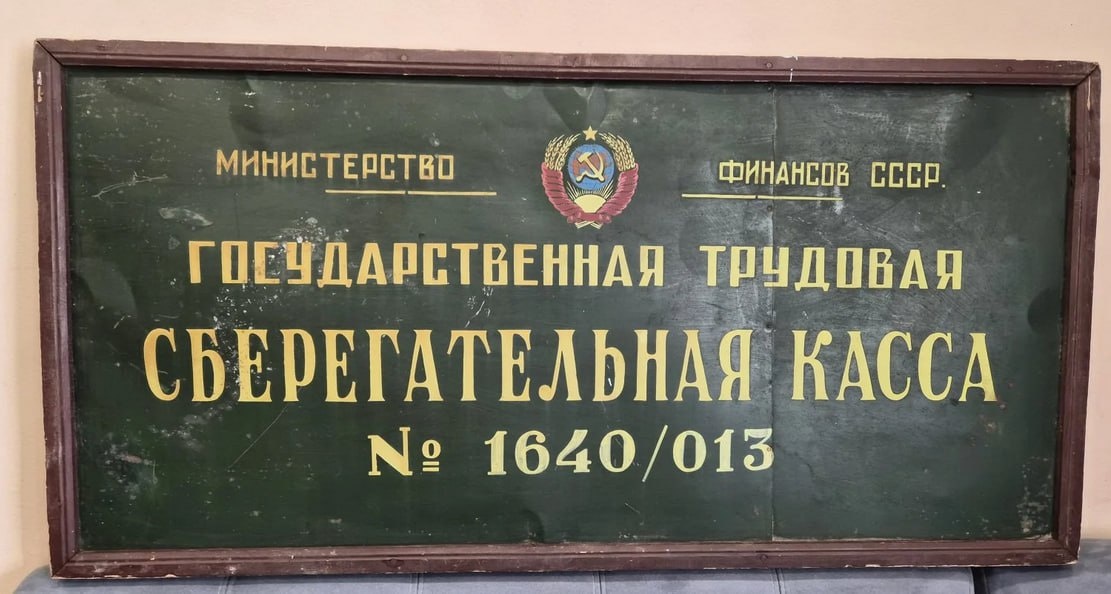 МИНИСТЕРСТВО ФИНАНСОВ СССР.
ГОСУДАРСТВЕННАЯ ТРУДОВАЯ
СБЕРЕГАТЕЛЬНАЯ КАССА
№ 1640/013